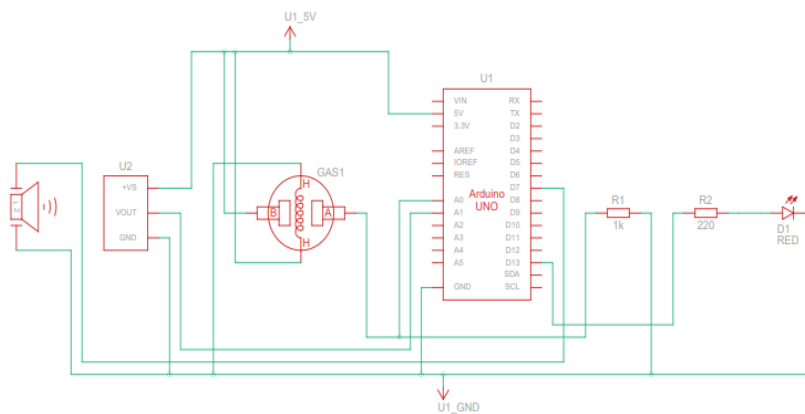 U1_5V
U1
VIN
5V
3.3V
AREF
IOREF
RES
A0
A1
A2
A3
A4
A5
GND
Arduino
UNO
RX
TX
D2
D3
D4
D5
D6
D7
D8
D9
D10
D11
D12
D13
SDA
SCL
U2
+VS
VOUT
GND
GAS1
H
B
A
H
R1
1k
R2
220
D1
RED
U1_GND